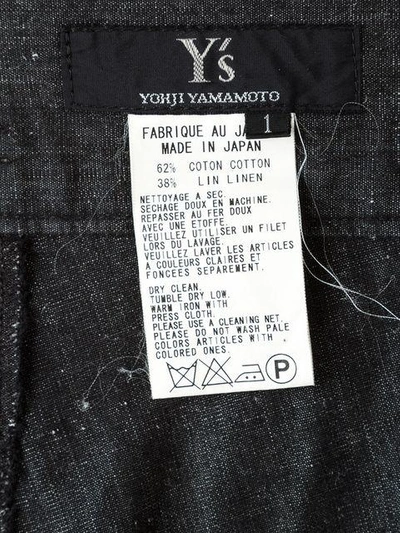 Y's
YOHJI YAMAMOTO
1
FABRIQUE AU JA
MADE IN JAPAN
62% COTON COTTON
38% LIN LINEN
NETTOYAGE A SEC.
SECHAGE DOUX EN MACHINE.
REPASSER AU FER DOUX
AVEC UNE ETOFFE.
VEUILLEZ UTILISER UN FILET
LORS DU LAVAGE.
VEUILLEZ LAVER LES ARTICLES
A COULEURS CLAIRES ET
FONCEES SEPAREMENT.
DRY CLEAN.
TUMBLE DRY LOW.
WARM IRON WITH
PRESS CLOTH.
PLEASE USE A CLEANING NET.
PLEASE DO NOT WASH PALE
COLORS ARTICLES WITH
COLORED ONES.
P